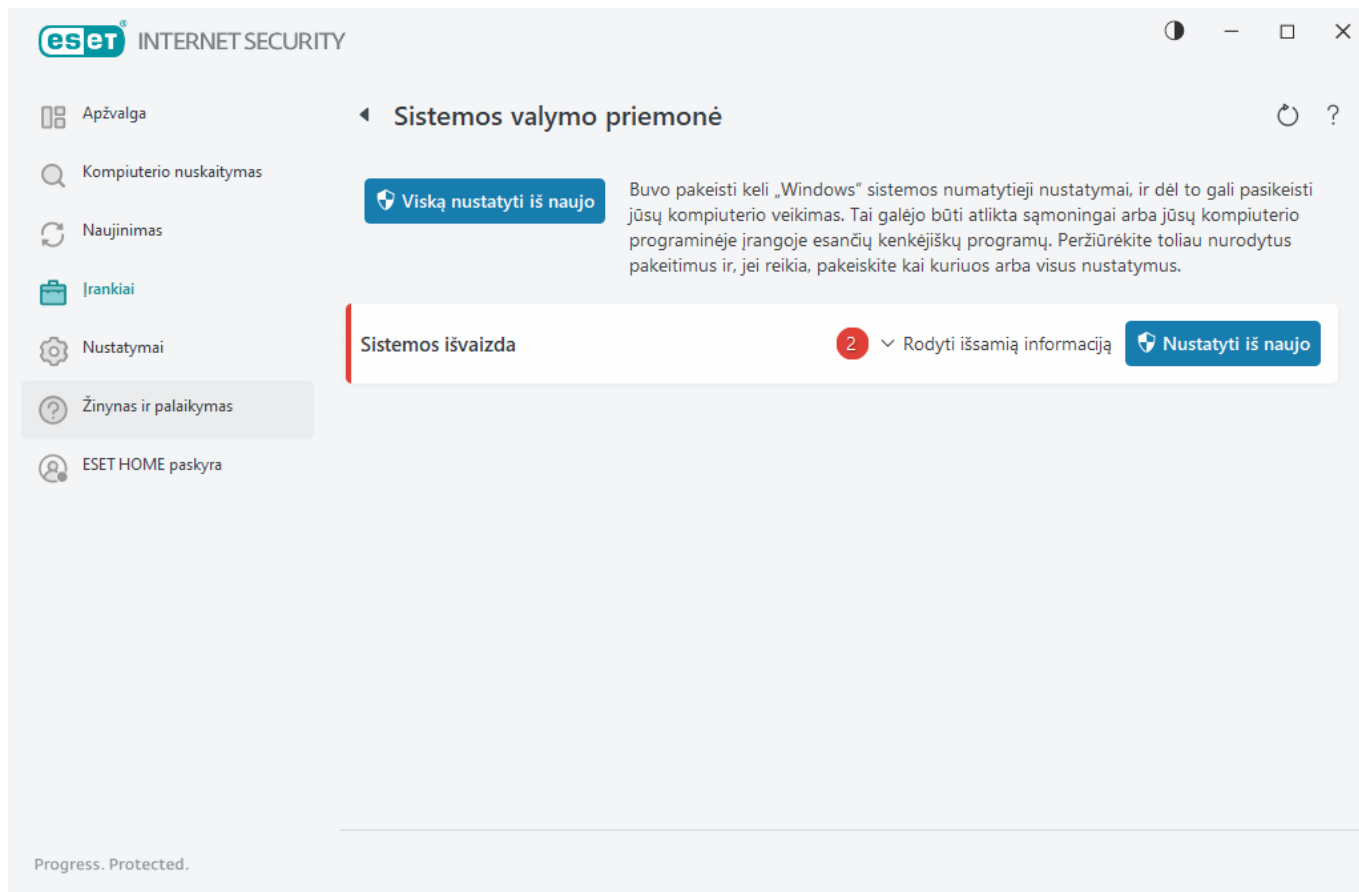 eset® INTERNET SECURITY
Apžvalga
Kompiuterio nuskaitymas
Naujinimas
Įrankiai
Nustatymai
Žinynas ir palaikymas
ESET HOME paskyra
Sistemos valymo priemonė
?
Viską nustatyti iš naujo
Buvo pakeisti keli „Windows“ sistemos numatytieji nustatymai, ir dėl to gali pasikeisti
jūsų kompiuterio veikimas. Tai galėjo būti atlikta sąmoningai arba jūsų kompiuterio
programinėje įrangoje esančių kenkėjiškų programų. Peržiūrėkite toliau nurodytus
pakeitimus ir, jei reikia, pakeiskite kai kuriuos arba visus nustatymus.
Sistemos išvaizda
2
Rodyti išsamią informaciją
Nustatyti iš naujo
Progress. Protected.